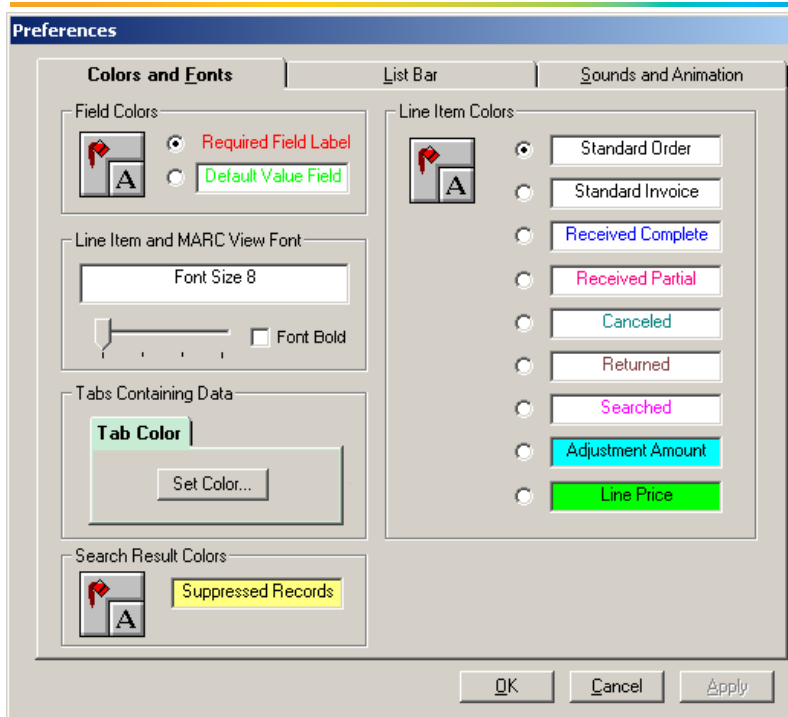 Preferences
Colors and Fonts
List Bar
Sounds and Animation
Field Colors
A
Required Field Label
Default Value Field
Line Item and MARC View Font
Font Size 8
Font Bold
Tabs Containing Data
Tab Color
Set Color...
Search Result Colors
A
Suppressed Records
Line Item Colors
A
Standard Order
Standard Invoice
Received Complete
Received Partial
Canceled
Returned
Searched
Adjustment Amount
Line Price
OK
Cancel
Apply